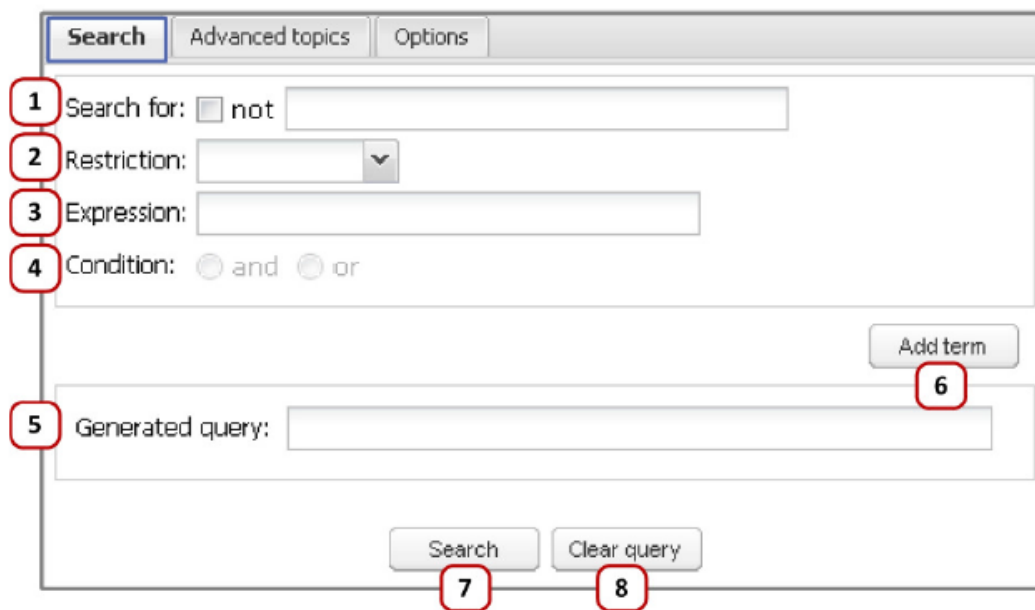 Search Advanced topics Options
1 Search for: not
2 Restriction:
3 Expression:
4 Condition: and or
Add term
6
5 Generated query:
Search Clear query
7 8